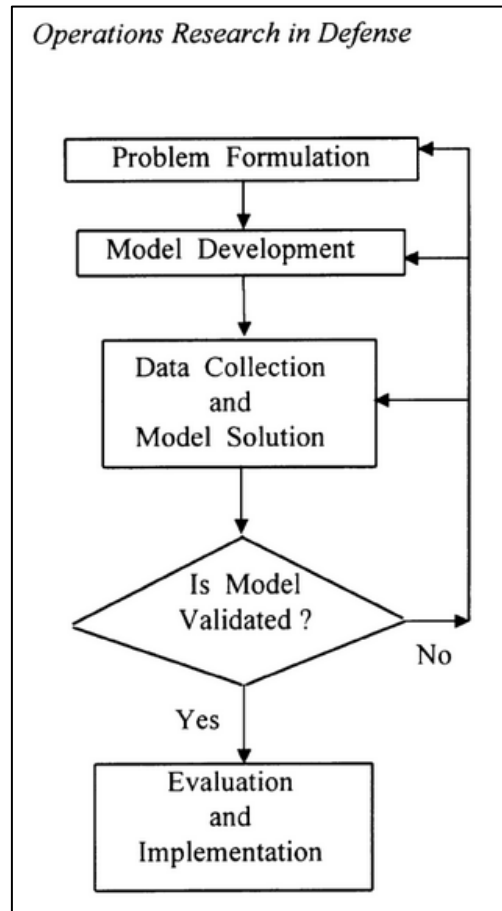 Operations Research in Defense
Problem Formulation
Model Development
Data Collection
and
Model Solution
Is Model
Validated ?
No
Yes
Evaluation
and
Implementation